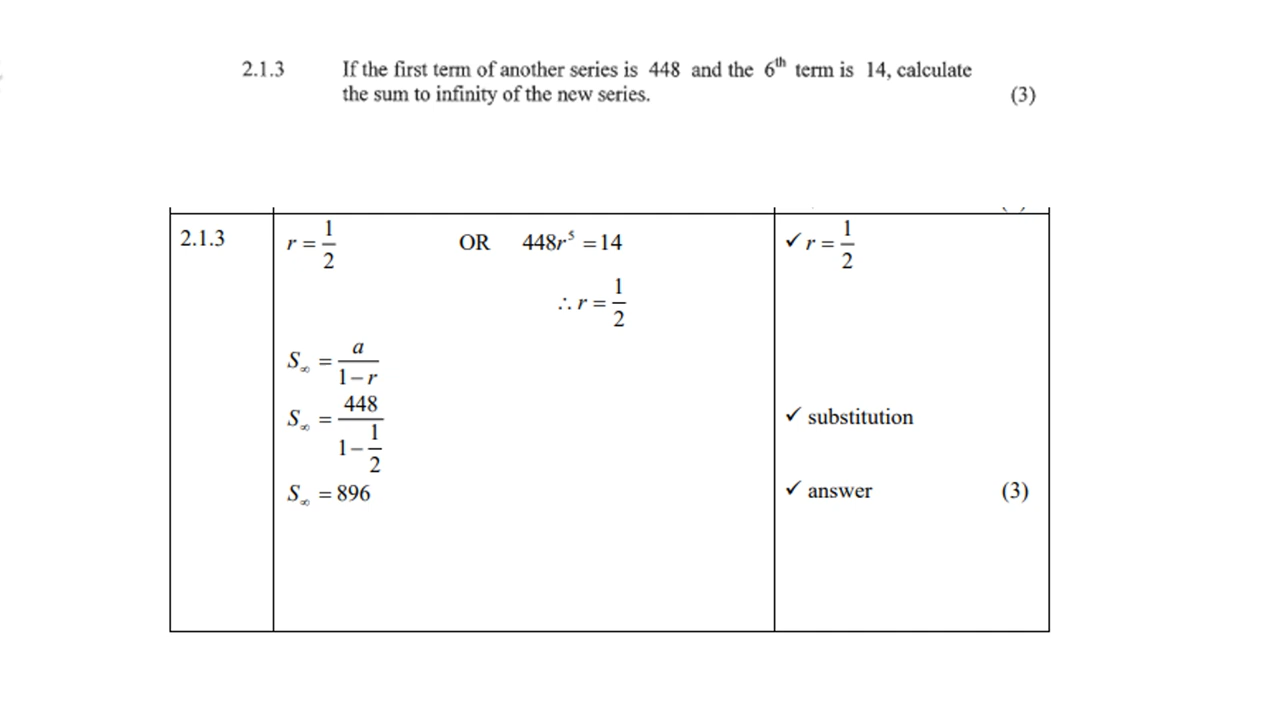 2.1.3 If the first term of another series is 448 and the 6th term is 14, calculate
the sum to infinity of the new series. (3)
2.1.3 r = 1/2 OR 448r⁵ = 14 ✓ r = 1/2
∴ r = 1/2
S∞ = a/(1−r)
S∞ = 448/(1−1/2) ✓ substitution
S∞ = 896 ✓ answer (3)